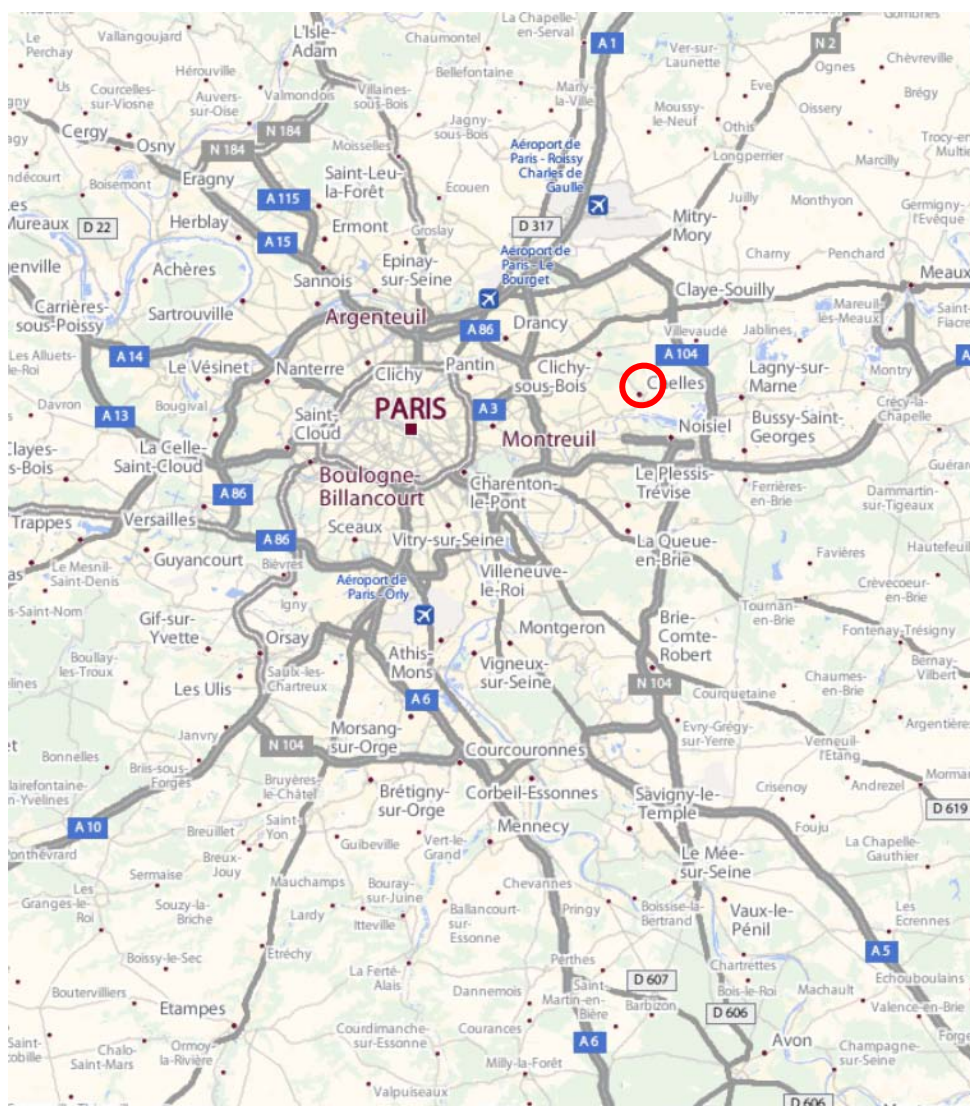 La Chapelle-
en-Serval
Le
Perchay
Vallangoujard
L'Isle-
Adam
Chaumontel
A 1
Ver-sur-
Launette
N 2
Ognes
Chèvreville
Us
Courcelles-
sur-Viosne
Hérouville
Auvers-
sur-Oise
Valmondois
Villaines-
sous-Bois
Bellefontaine
Marly-
la-Ville
Eve
Brégy
Cergy
Osny
N 184
N 184
Moisselles
Jagny-
sous-Bois
Moussy-
le-Neuf
Othis
Oissery
Longperrier
Marcilly
Boisemont
Eragny
Saint-Leu-
la-Forêt
Ecouen
Aéroport de
Paris - Roissy
Charles de
Gaulle
Juilly
Monthyon
Germigny-
l'Evêque
D 22
Herblay
A 115
A 15
Ermont
Groslay
D 317
Mitry-
Mory
Achères
Sannois
Epinay-
sur-Seine
Aéroport de
Paris - Le
Bourget
Charny
Penchard
Meaux
Carrières-
sous-Poissy
Sartrouville
Argenteuil
A 86
Drancy
Claye-Souilly
Mareuil-
lès-Meaux
Villevaudé
Jablines
Les Alluets-
le-Roi
A 14
Le Vésinet
Nanterre
Clichy
Pantin
Clichy-
sous-Bois
A 104
Lagny-sur-
Marne
Montry
Davron
A 13
Bougival
Saint-
Cloud
PARIS
A 3
Montreuil
Noisiel
Bussy-Saint-
Georges
Crécy-la-
Chapelle
La Celle-
Saint-Cloud
Boulogne-
Billancourt
Charenton-
le-Pont
Le Plessis-
Trévise
Ferrières-
en-Brie
Dammartin-
sur-Tigeaux
Trappes
Versailles
A 86
A 86
Sceaux
Vitry-sur-Seine
La Queue-
en-Brie
Favières
Le Mesnil-
Saint-Denis
Guyancourt
Bièvres
Aéroport de
Paris - Orly
Villeneuve-
le-Roi
Crèvecoeur-
en-Brie
Gif-sur-
Yvette
Igny
Orsay
Montgeron
Brie-
Comte-
Robert
Tournan-
en-Brie
Fontenay-Trésigny
Boullay-
les-Troux
Les Ulis
Saulx-les-
Chartreux
Athis-
Mons
A 6
Vigneux-
sur-Seine
N 104
Courquetaine
Chaumes-
en-Brie
Bernay-
Vilbert
Janvry
N 104
Morsang-
sur-Orge
Courcouronnes
Evry-Grégy-
sur-Yerre
Verneuil-
l'Etang
Bonnelles
Briis-sous-
Forges
Bruyères-
le-Châtel
Brétigny-
sur-Orge
Corbeil-Essonnes
Savigny-le-
Temple
Crisenoy
Andrezel
D 619
A 10
Breuillet
Saint-
Yon
Guibeville
Vert-le-
Grand
Mennecy
Fouju
La Chapelle-
Gauthier
Sermaise
Breux-
Jouy
Mauchamps
Bouray-
sur-Juine
Chevannes
Le Mée-
sur-Seine
Les
Granges-le-
Roi
Souzy-la-
Briche
Lardy
Itteville
Ballancourt-
sur-
Essonne
Pringy
Boissise-la-
Bertrand
Vaux-le-
Pénil
Les
Ecrennes
Boissy-le-Sec
Etréchy
La Ferté-
Alais
Perthes
D 607
Chartrettes
A 5
Echouboulains
Boutervilliers
Etampes
Dannemois
Saint-
Martin-en-
Bière
Barbizon
Bois-le-Roi
D 606
Machault
Valence-en-Brie
Chalo-
Saint-Mars
Ormoy-
la-Rivière
Courdimanche-
sur-Essonne
Courances
A 6
Avon
Champagne-
sur-Seine
Milly-la-Forêt
Valpuiseaux
D 606